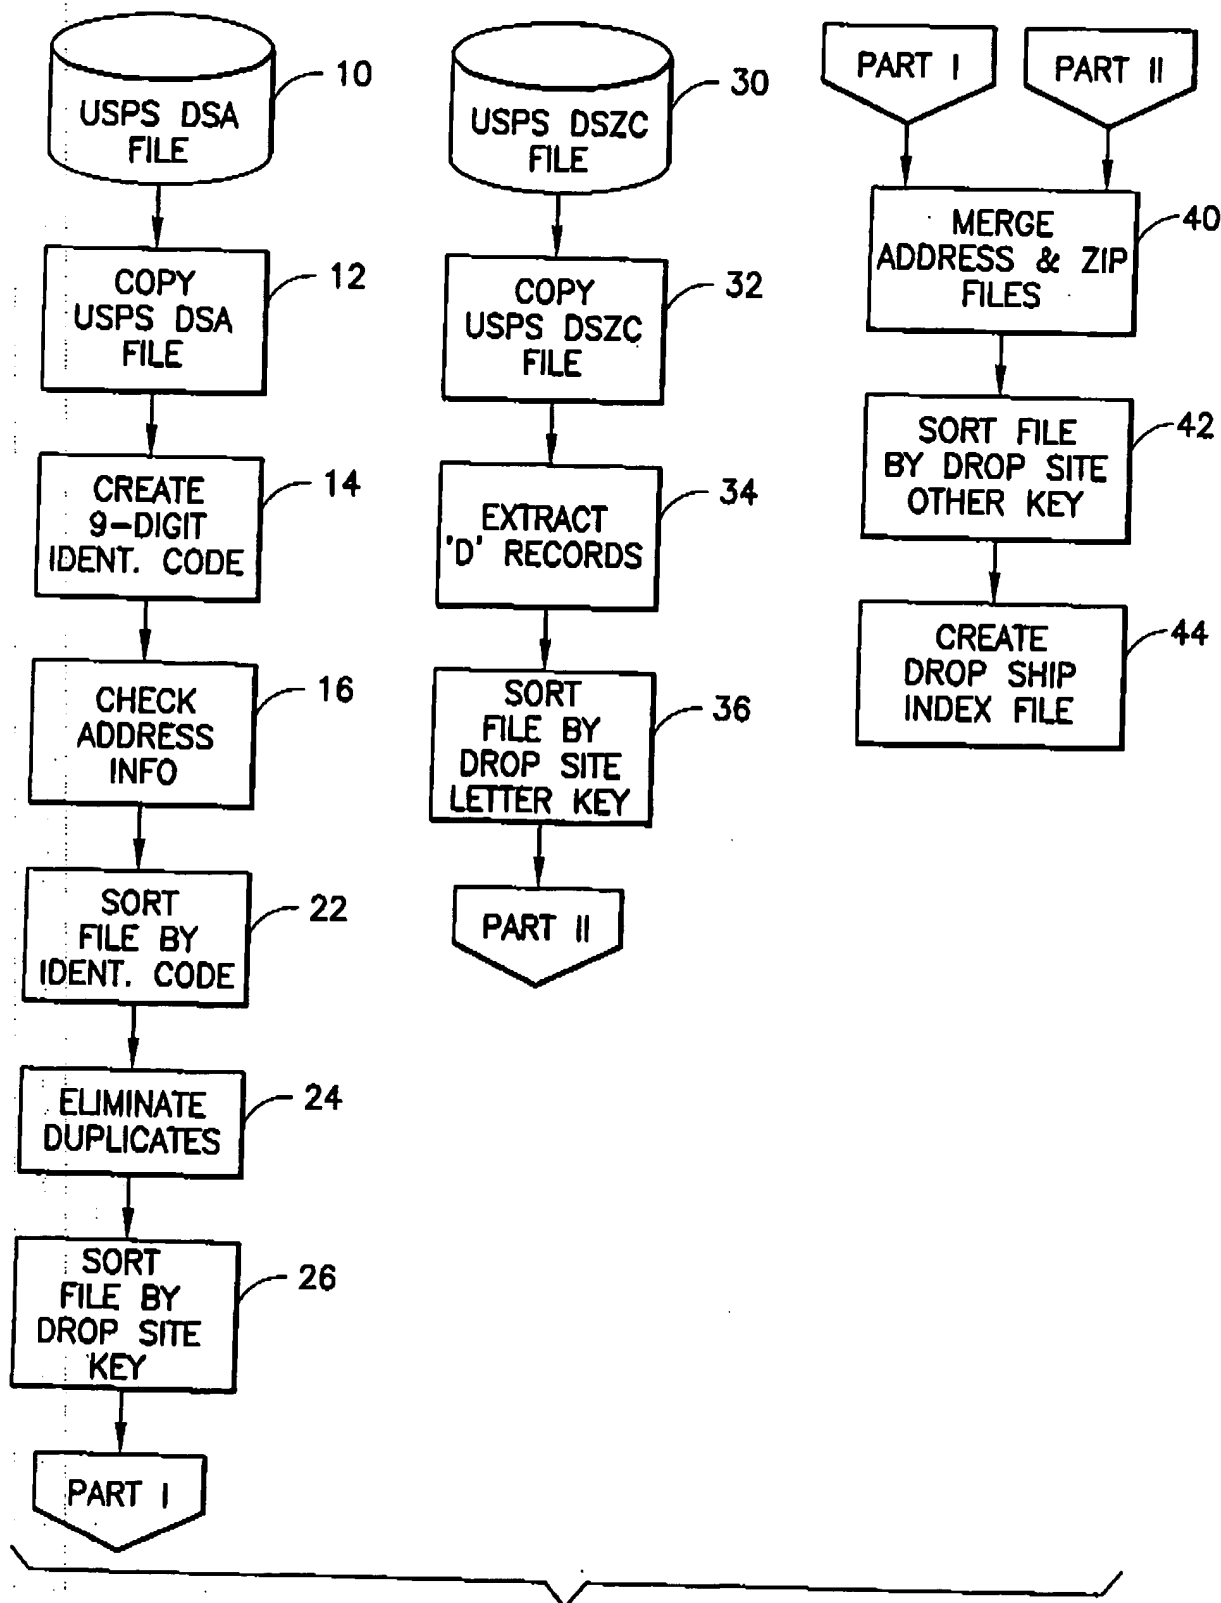 USPS DSA
FILE
10
COPY
USPS DSA
FILE
12
CREATE
9-DIGIT
IDENT. CODE
14
CHECK
ADDRESS
INFO
16
SORT
FILE BY
IDENT. CODE
22
ELIMINATE
DUPLICATES
24
SORT
FILE BY
DROP SITE
KEY
26
PART I
USPS DSZC
FILE
30
COPY
USPS DSZC
FILE
32
EXTRACT
'D' RECORDS
34
SORT
FILE BY
DROP SITE
LETTER KEY
36
PART II
PART I
PART II
MERGE
ADDRESS & ZIP
FILES
40
SORT FILE
BY DROP SITE
OTHER KEY
42
CREATE
DROP SHIP
INDEX FILE
44